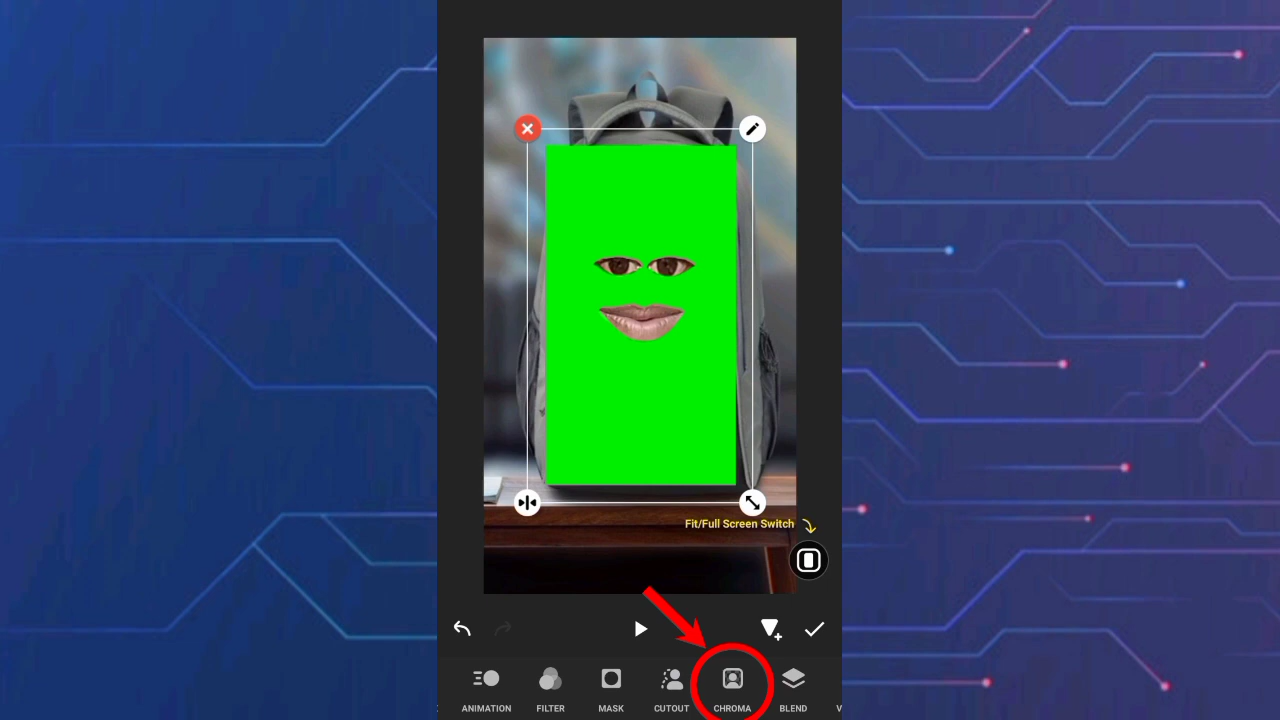 Fit/Full Screen Switch
ANIMATION
FILTER
MASK
CUTOUT
CHROMA
BLEND